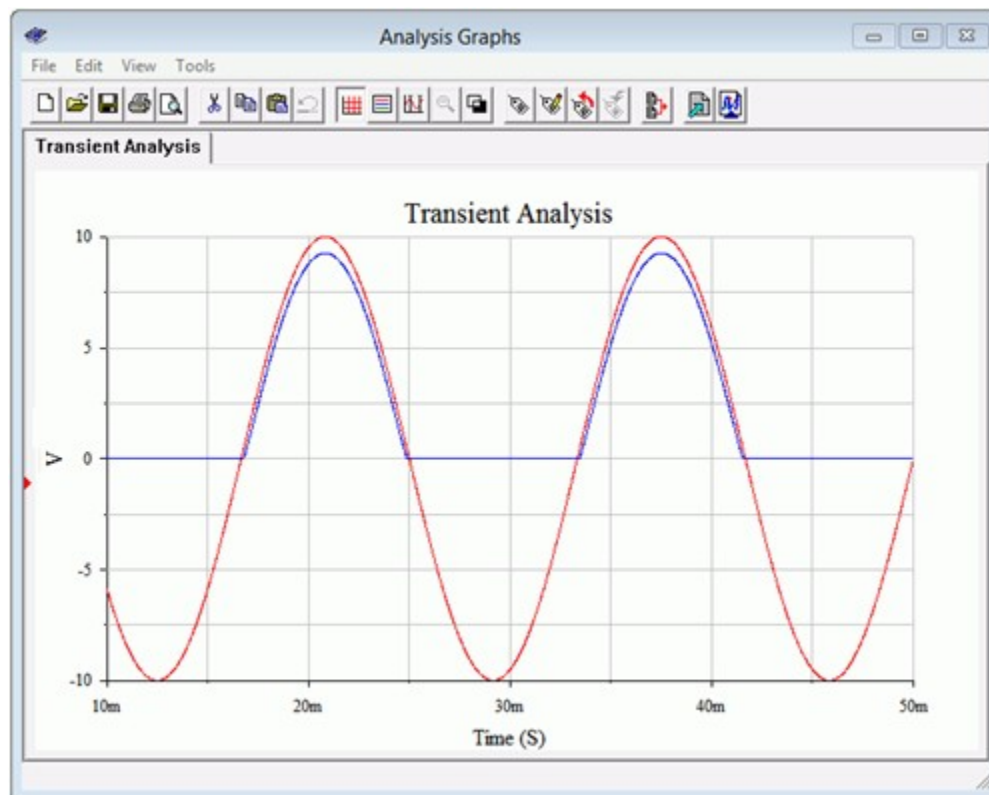 Analysis Graphs
File Edit View Tools
Transient Analysis
Transient Analysis
10
5
0
-5
-10
V
10m 20m 30m 40m 50m
Time (S)